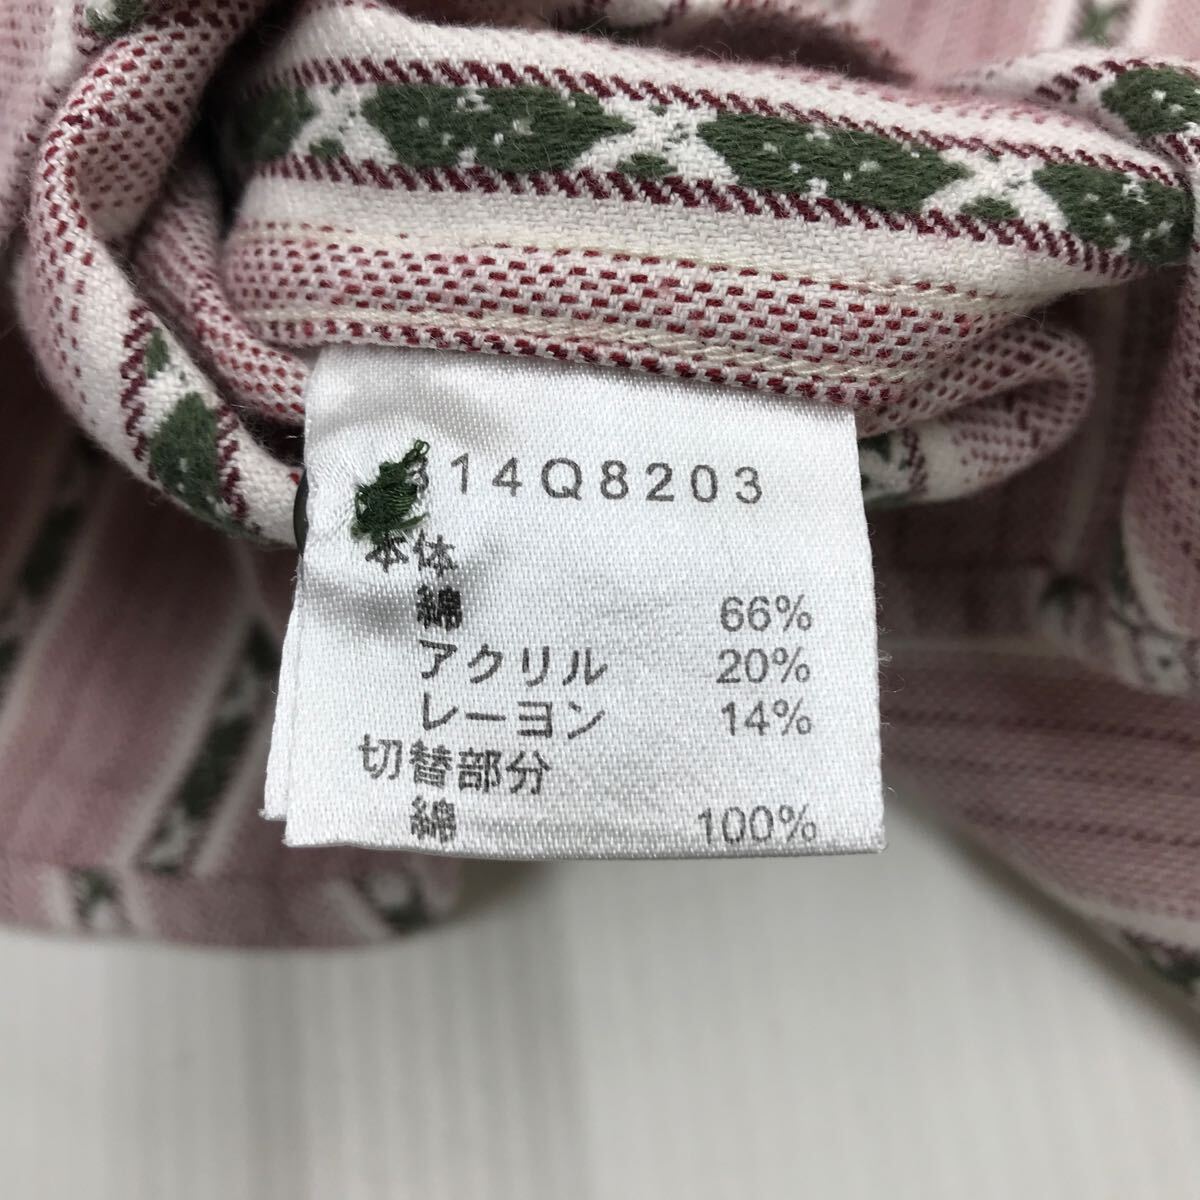 314Q8203
本体
綿 66%
アクリル 20%
レーヨン 14%
切替部分
綿 100%